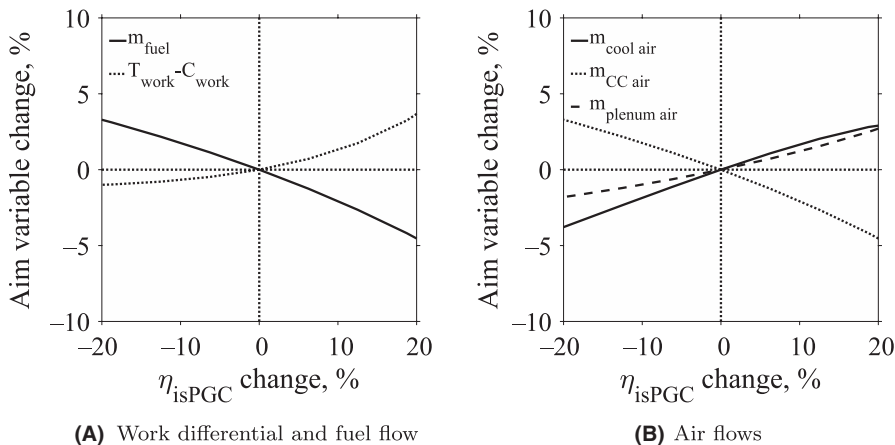 10
5
0
−5
−10
−20
−10
0
10
20
Aim variable change, %
η_isPGC change, %
m_fuel
T_work-C_work
(A) Work differential and fuel flow
10
5
0
−5
−10
−20
−10
0
10
20
Aim variable change, %
η_isPGC change, %
m_cool air
m_CC air
m_plenum air
(B) Air flows